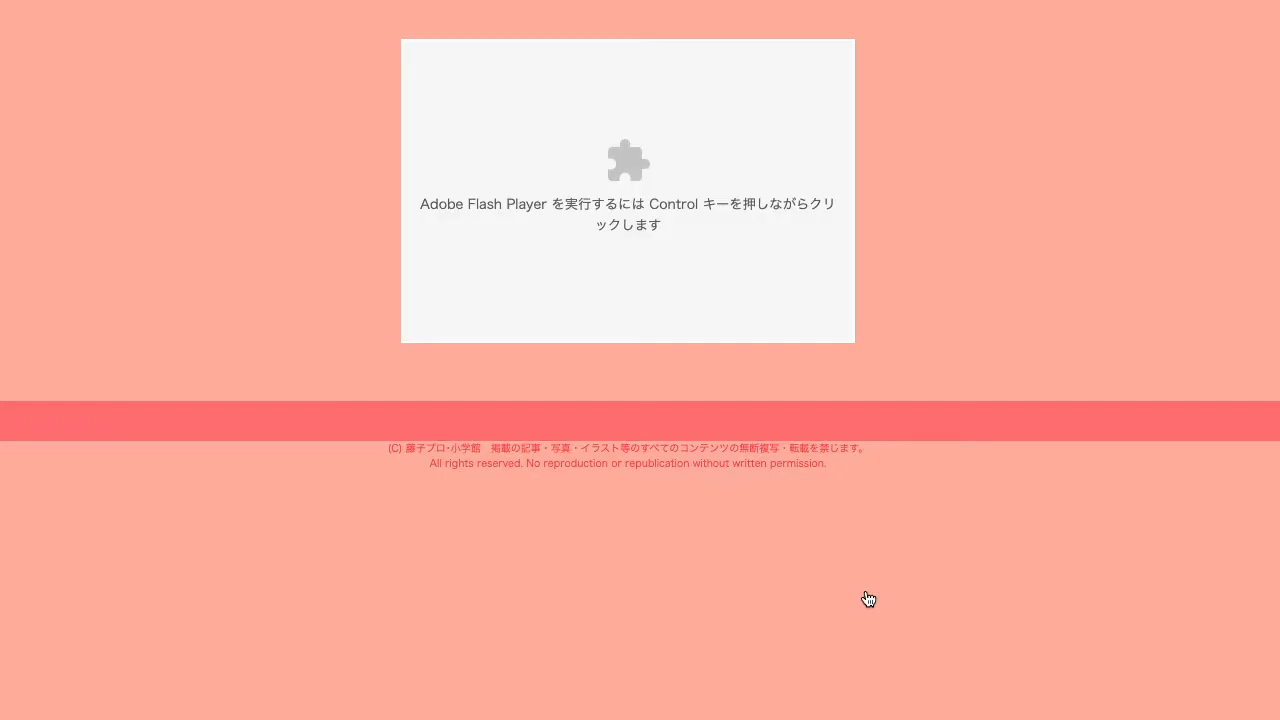 Adobe Flash Player を実行するには Control キーを押しながらクリ
ックします
(C) 藤子プロ･小学館　掲載の記事・写真・イラスト等のすべてのコンテンツの無断複写・転載を禁じます。
All rights reserved. No reproduction or republication without written permission.